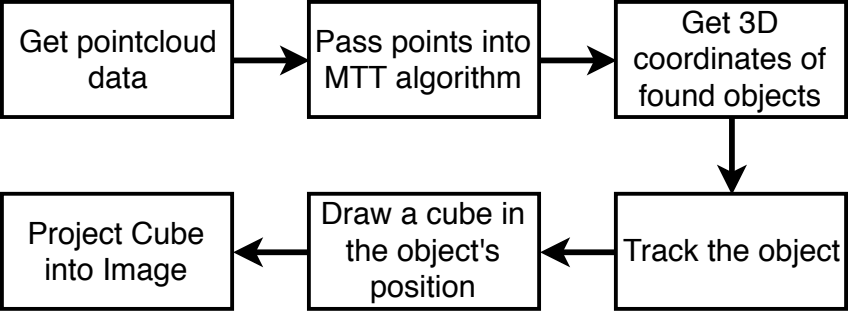 Get pointcloud
data
Pass points into
MTT algorithm
Get 3D
coordinates of
found objects
Track the object
Draw a cube in
the object's
position
Project Cube
into Image